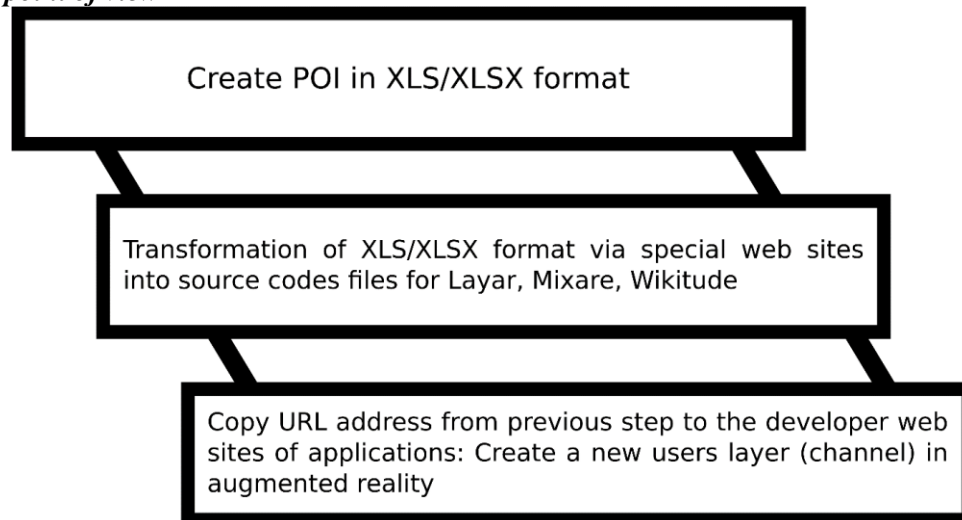 Create POI in XLS/XLSX format
Transformation of XLS/XLSX format via special web sites
into source codes files for Layar, Mixare, Wikitude
Copy URL address from previous step to the developer web
sites of applications: Create a new users layer (channel) in
augmented reality